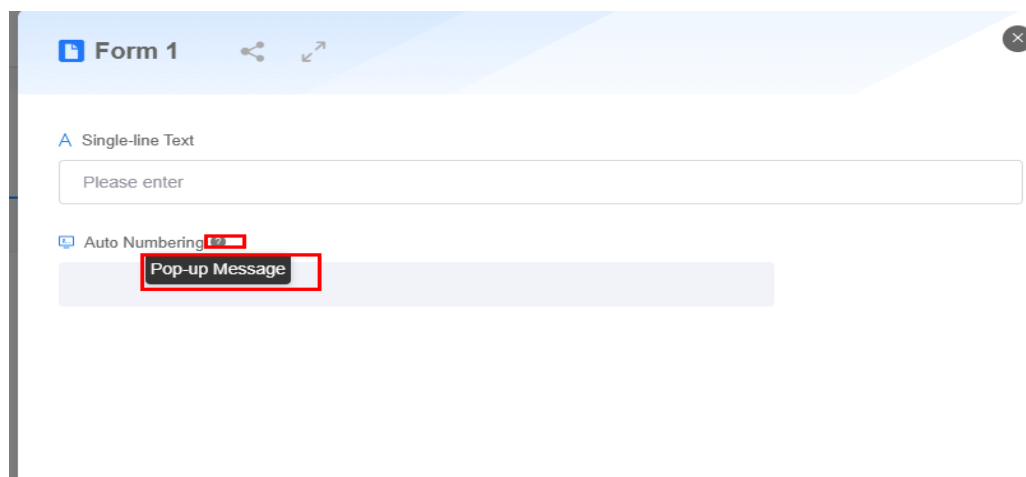 Form 1
Single-line Text
Please enter
Auto Numbering ?
Pop-up Message